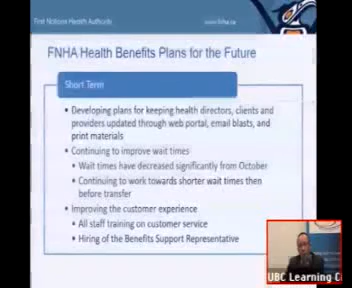 First Nations Health Authority
www.fnha.ca
FNHA Health Benefits Plans for the Future
Short Term
• Developing plans for keeping health directors, clients and
providers updated through web portal, email blasts, and
print materials
• Continuing to improve wait times
• Wait times have decreased significantly from October
• Continuing to work towards shorter wait times then
before transfer
• Improving the customer experience
• All staff training on customer service
• Hiring of the Benefits Support Representative
UBC Learning C